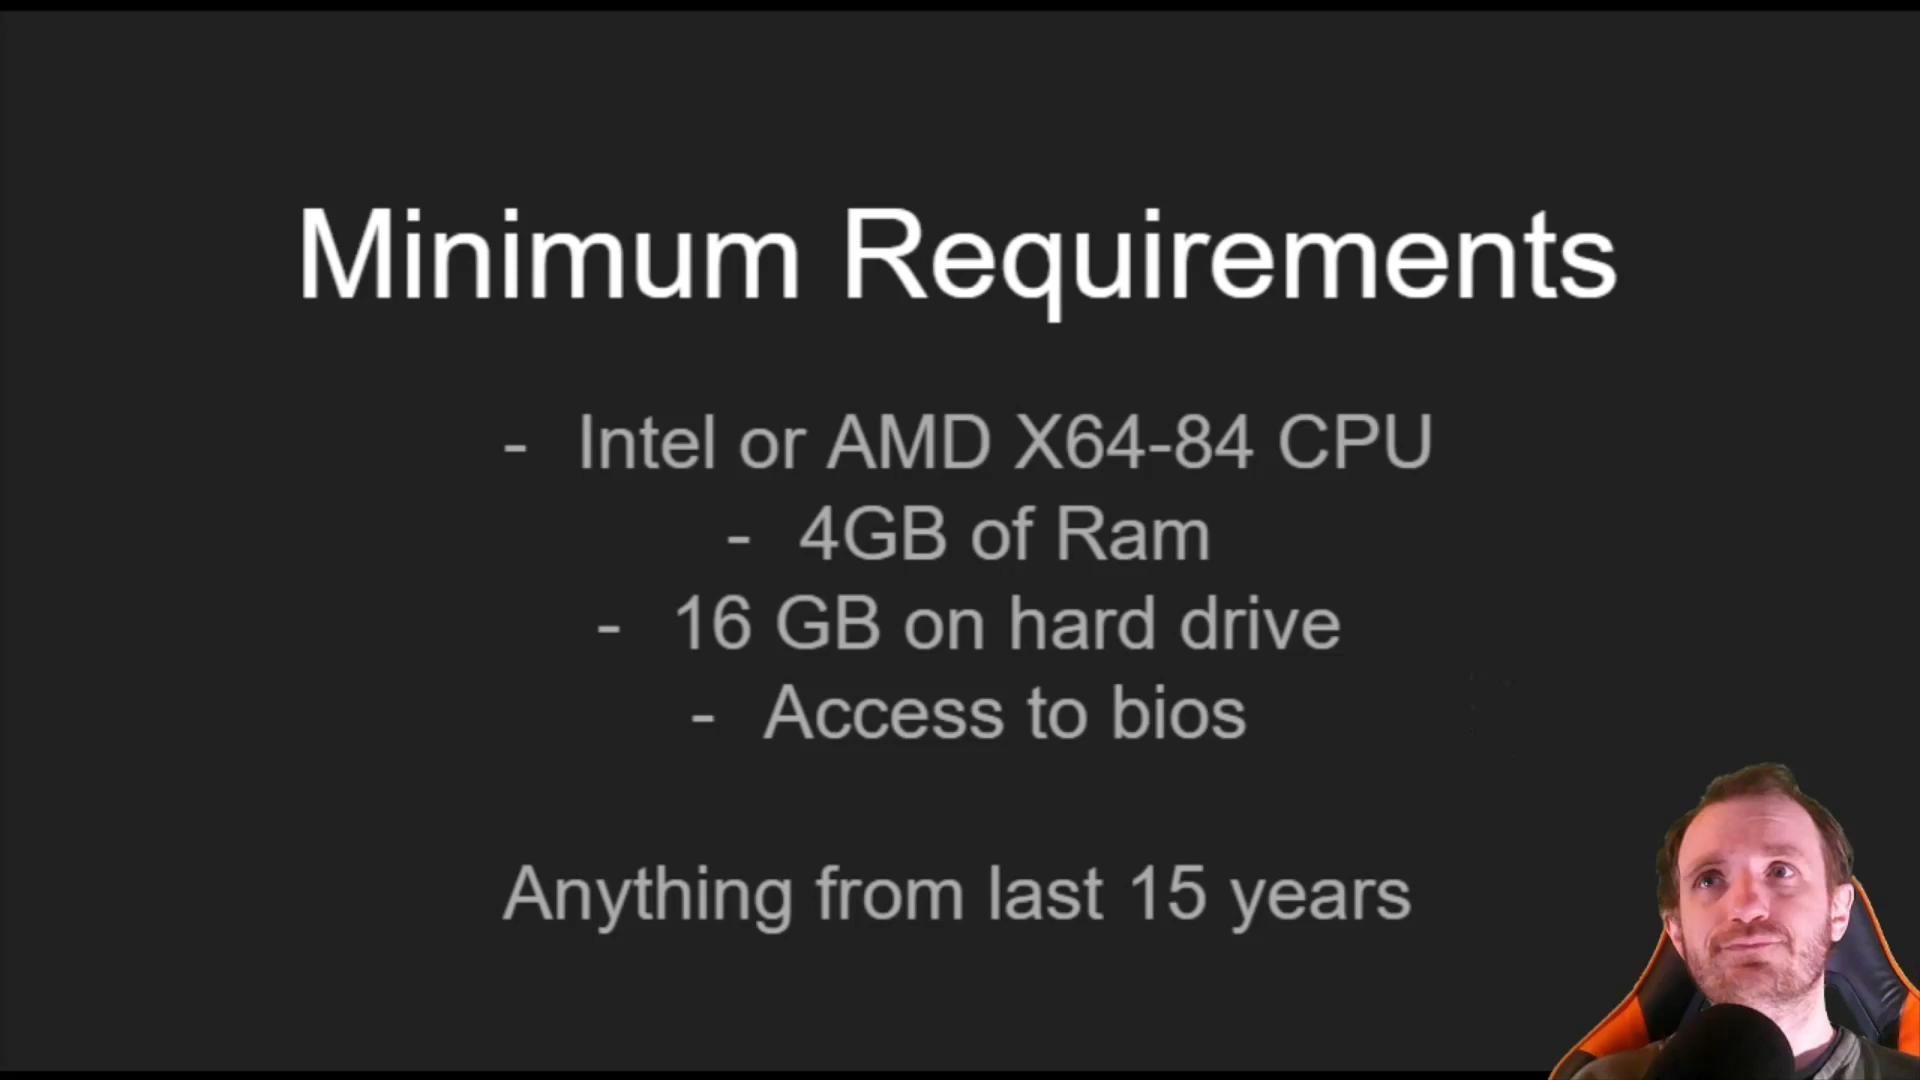 Minimum Requirements
- Intel or AMD X64-84 CPU
- 4GB of Ram
- 16 GB on hard drive
- Access to bios
Anything from last 15 years